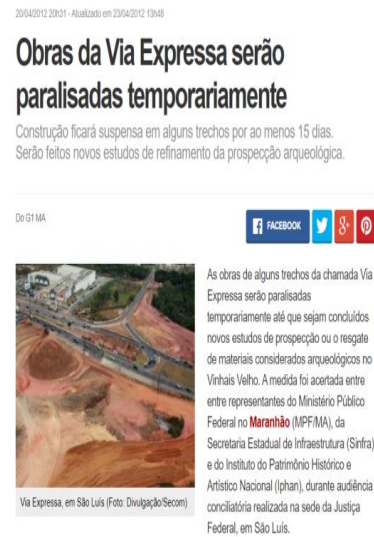 20/04/2012 20h31 - Atualizado em 23/04/2012 13h48
Obras da Via Expressa serão
paralisadas temporariamente
Construção ficará suspensa em alguns trechos por ao menos 15 dias.
Serão feitos novos estudos de refinamento da prospecção arqueológica.
Do G1 MA
FACEBOOK
As obras de alguns trechos da chamada Via
Expressa serão paralisadas
temporariamente até que sejam concluídos
novos estudos de prospecção ou o resgate
de materiais considerados arqueológicos no
Vinhais Velho. A medida foi acertada entre
entre representantes do Ministério Público
Federal no Maranhão (MPF/MA), da
Secretaria Estadual de Infraestrutura (Sinfra)
e do Instituto do Patrimônio Histórico e
Artístico Nacional (Iphan), durante audiência
conciliatória realizada na sede da Justiça
Federal, em São Luís.
Via Expressa, em São Luís (Foto: Divulgação/Secom)